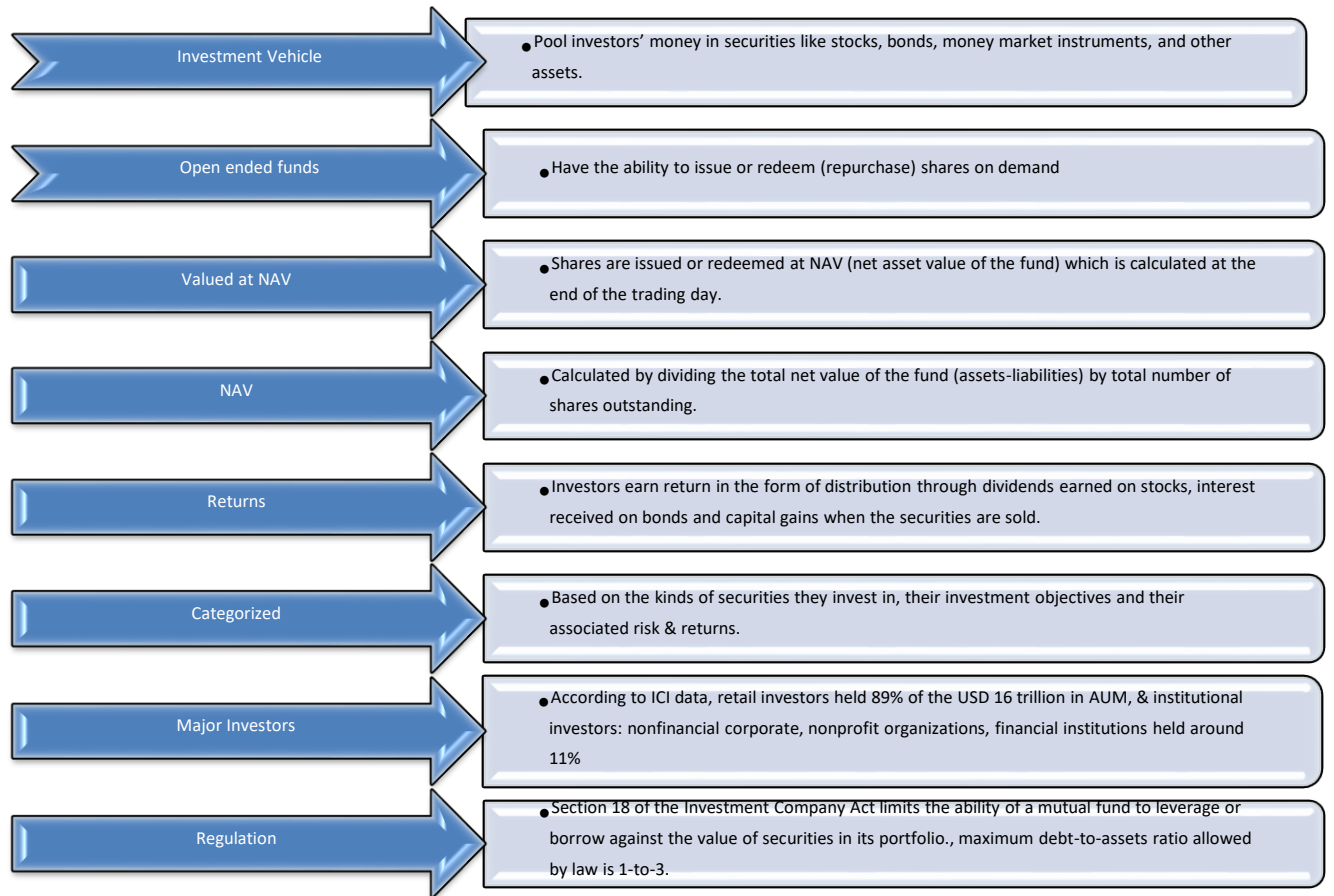 Investment Vehicle
•Pool investors’ money in securities like stocks, bonds, money market instruments, and other
assets.
Open ended funds
•Have the ability to issue or redeem (repurchase) shares on demand
Valued at NAV
•Shares are issued or redeemed at NAV (net asset value of the fund) which is calculated at the
end of the trading day.
NAV
•Calculated by dividing the total net value of the fund (assets-liabilities) by total number of
shares outstanding.
Returns
•Investors earn return in the form of distribution through dividends earned on stocks, interest
received on bonds and capital gains when the securities are sold.
Categorized
•Based on the kinds of securities they invest in, their investment objectives and their
associated risk & returns.
Major Investors
•According to ICI data, retail investors held 89% of the USD 16 trillion in AUM, & institutional
investors: nonfinancial corporate, nonprofit organizations, financial institutions held around
11%
Regulation
•Section 18 of the Investment Company Act limits the ability of a mutual fund to leverage or
borrow against the value of securities in its portfolio., maximum debt-to-assets ratio allowed
by law is 1-to-3.